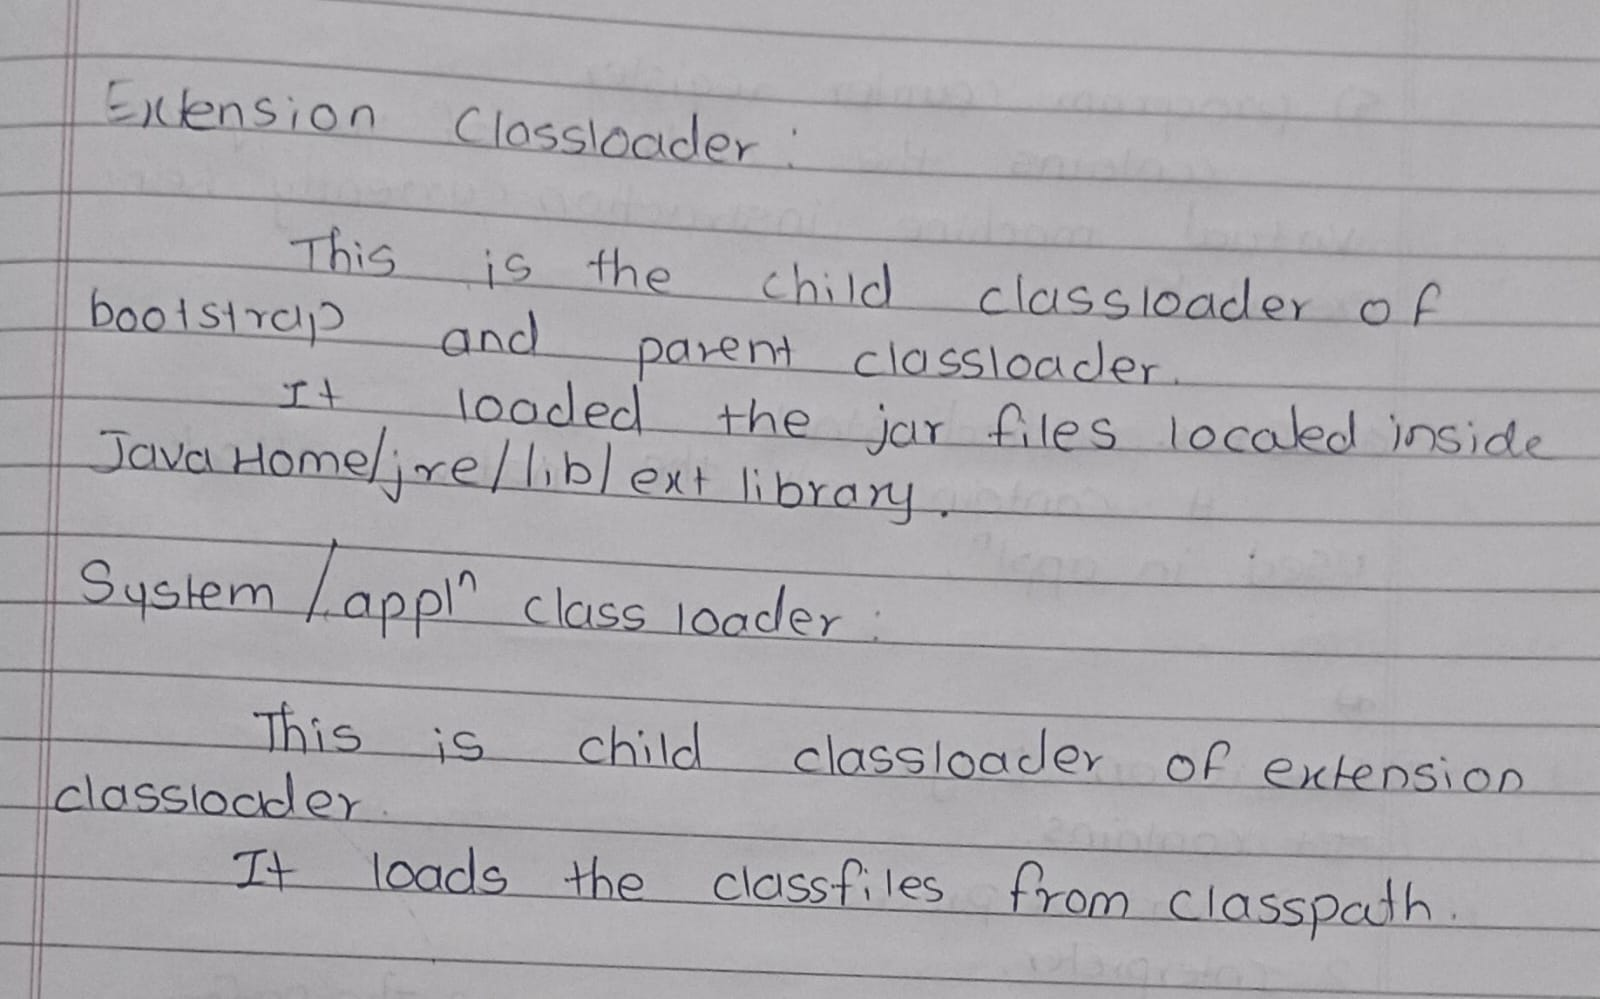 Extension Classloader:
This is the child classloader of
bootstrap and parent classloader.
It loaded the jar files located inside
Java Home/jre/lib/ext library.
System / applⁿ class loader:
This is child classloader of extension
classloader.
It loads the classfiles from classpath.